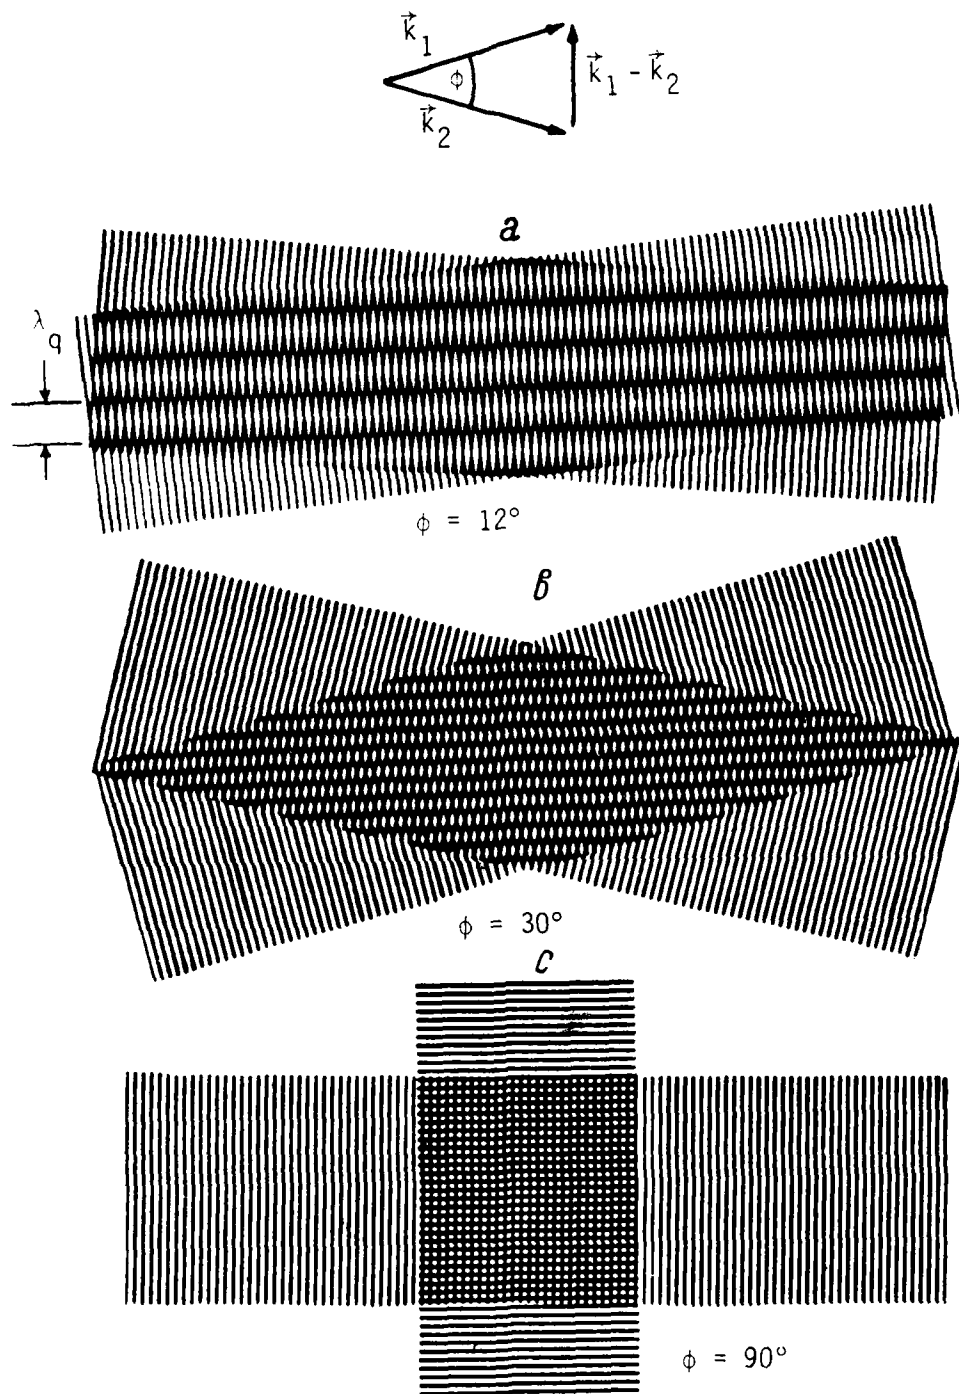 k⃗₁
ϕ
k⃗₁ - k⃗₂
k⃗₂
a
λq
ϕ = 12°
в
ϕ = 30°
c
ϕ = 90°